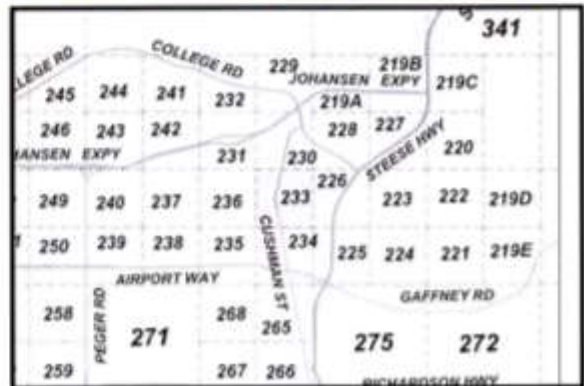 S
341
COLLEGE RD
229
219B
LLEGE RD
JOHANSEN EXPY
219C
245 244 241 232
219A
246 243 242
228 227
HANSEN EXPY
231 230
STEESE HWY
220
226
249 240 237 236 233
223 222 219D
CUSHMAN ST
250 239 238 235 234
225 224 221 219E
AIRPORT WAY
GAFFNEY RD
258
PEGER RD
271
268
265
275 272
259
267 266
RICHARDSON HWY